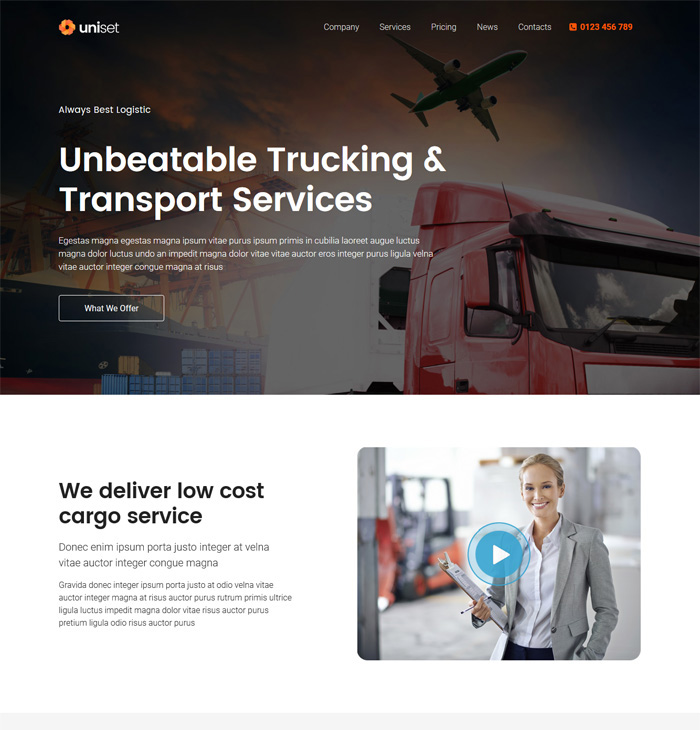 uniset
Company Services Pricing News Contacts 0123 456 789
Always Best Logistic
Unbeatable Trucking &
Transport Services
Egestas magna egestas magna ipsum vitae purus ipsum primis in cubilia laoreet augue luctus
magna dolor luctus undo an impedit magna dolor vitae vitae auctor eros integer purus ligula velna
vitae auctor integer congue magna at risus
What We Offer
We deliver low cost
cargo service
Donec enim ipsum porta justo integer at velna
vitae auctor integer congue magna
Gravida donec integer ipsum porta justo at odio velna vitae
auctor integer magna at risus auctor purus rutrum primis ultrice
ligula luctus impedit magna dolor vitae risus auctor purus
pretium ligula odio risus auctor purus